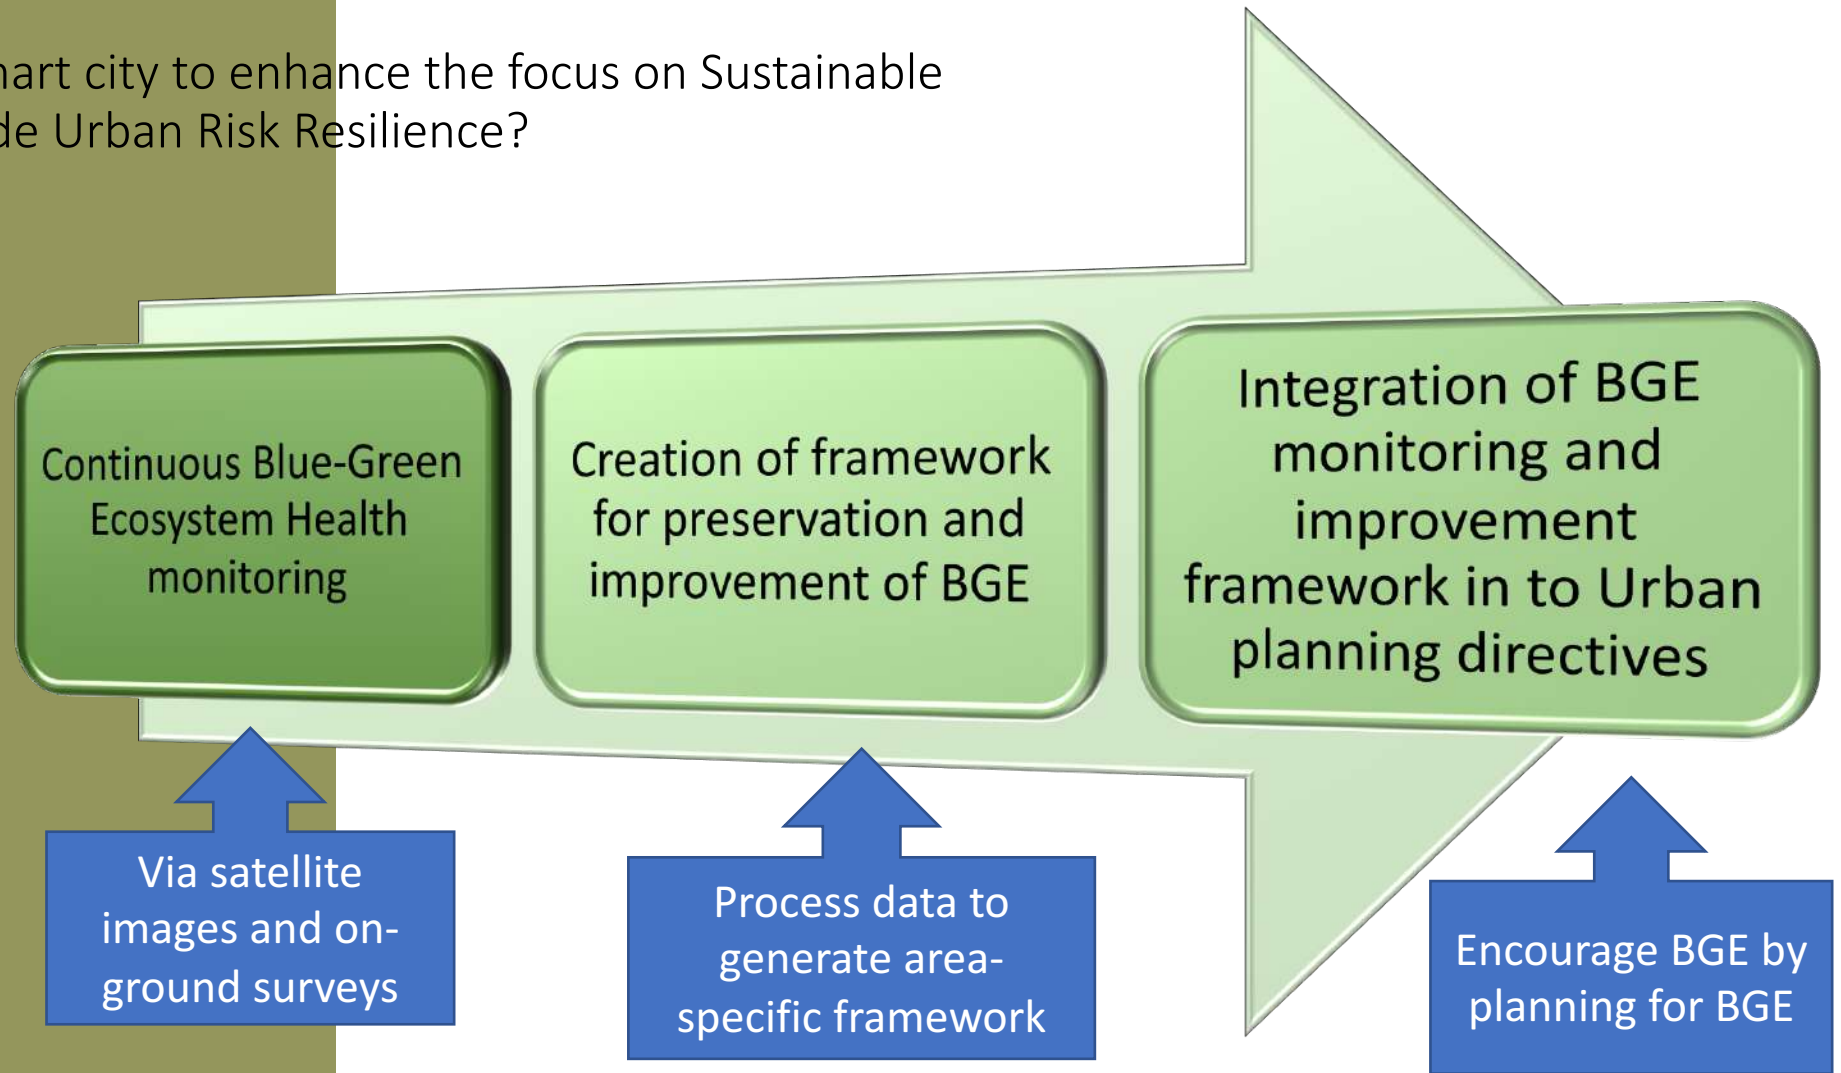 art city to enhance the focus on Sustainable
de Urban Risk Resilience?
Continuous Blue-Green
Ecosystem Health
monitoring
Creation of framework
for preservation and
improvement of BGE
Integration of BGE
monitoring and
improvement
framework in to Urban
planning directives
Via satellite
images and on-
ground surveys
Process data to
generate area-
specific framework
Encourage BGE by
planning for BGE